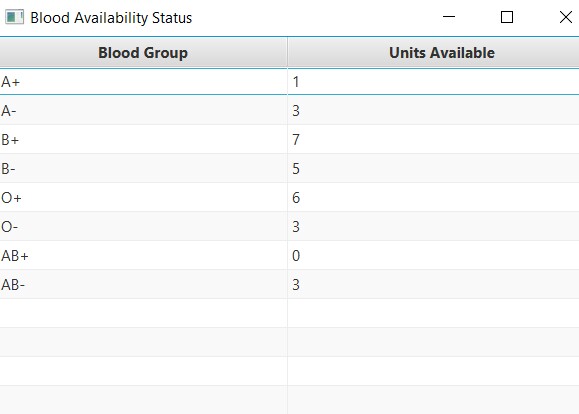 Blood Availability Status
Blood Group Units Available
A+ 1
A- 3
B+ 7
B- 5
O+ 6
O- 3
AB+ 0
AB- 3